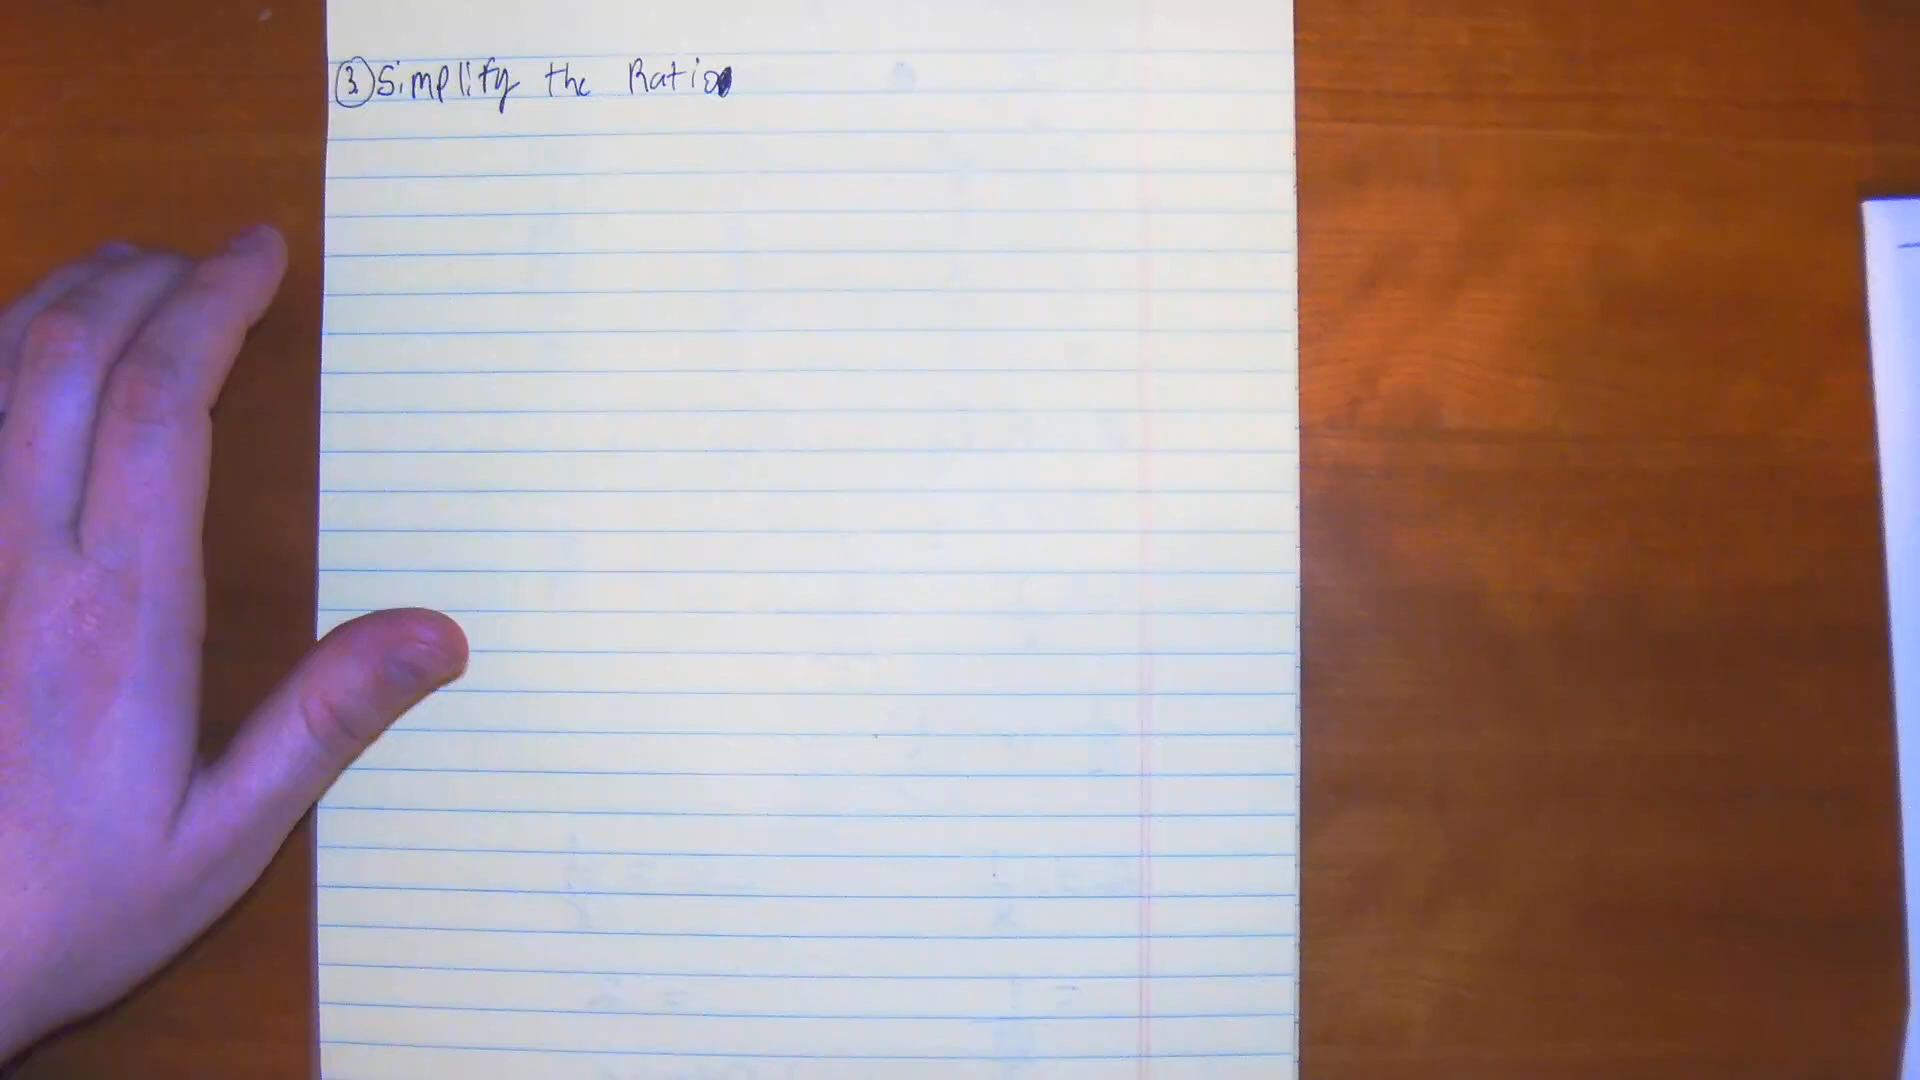 ③ Simplify the Ratio